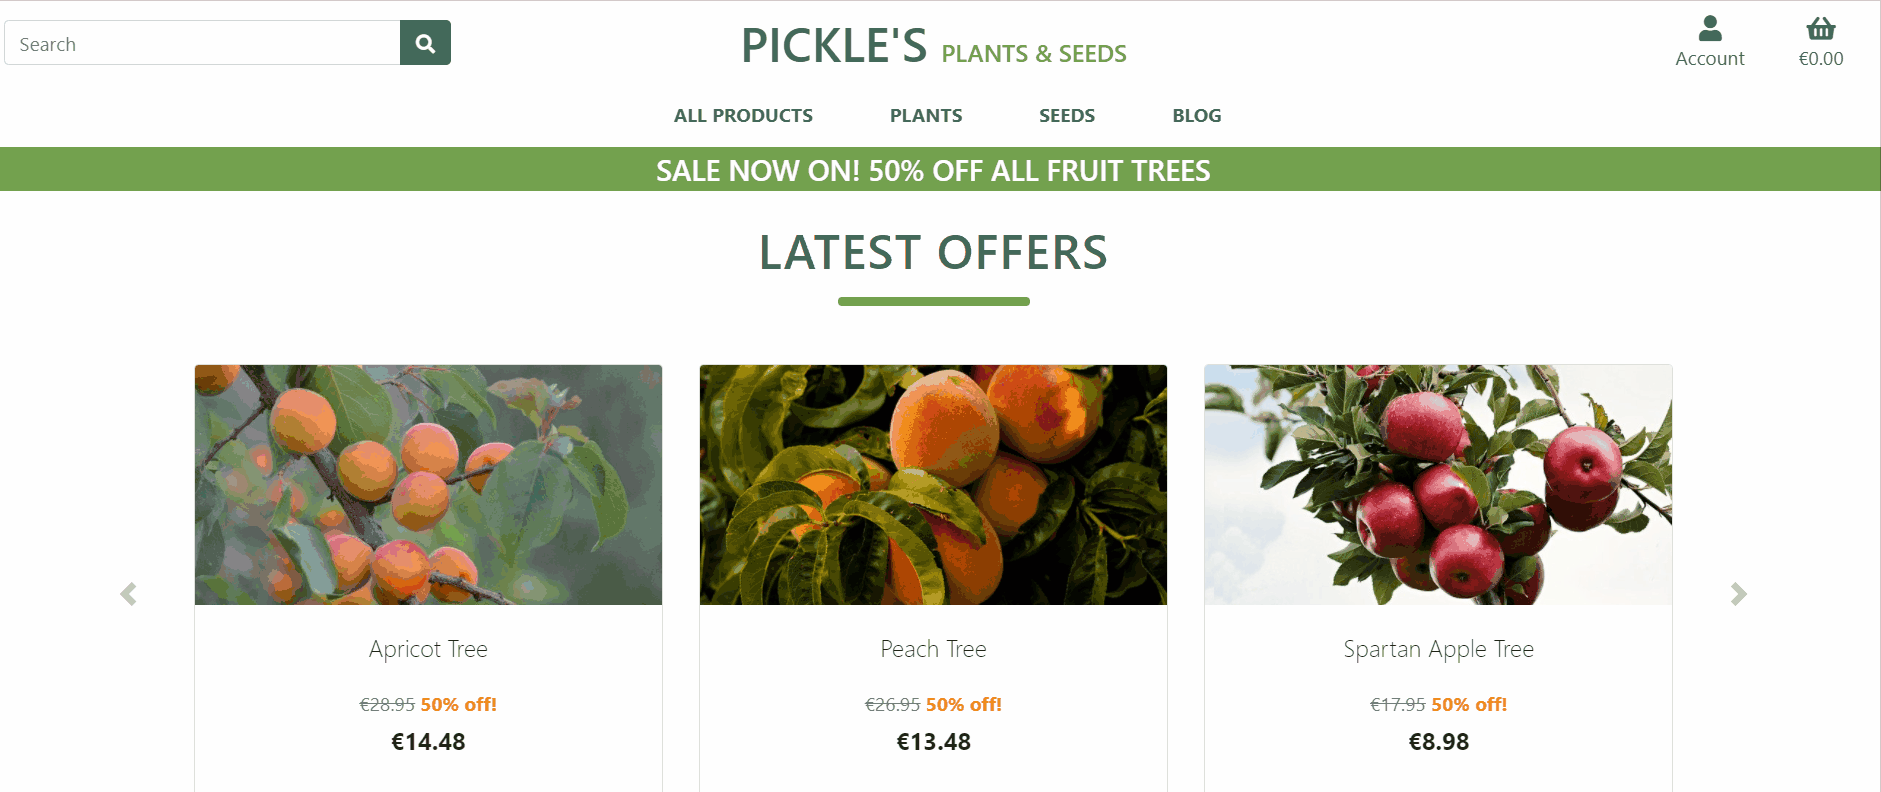 Search
PICKLE'S PLANTS & SEEDS
Account
€0.00
ALL PRODUCTS PLANTS SEEDS BLOG
SALE NOW ON! 50% OFF ALL FRUIT TREES
LATEST OFFERS
Apricot Tree
€28.95 50% off!
€14.48
Peach Tree
€26.95 50% off!
€13.48
Spartan Apple Tree
€17.95 50% off!
€8.98